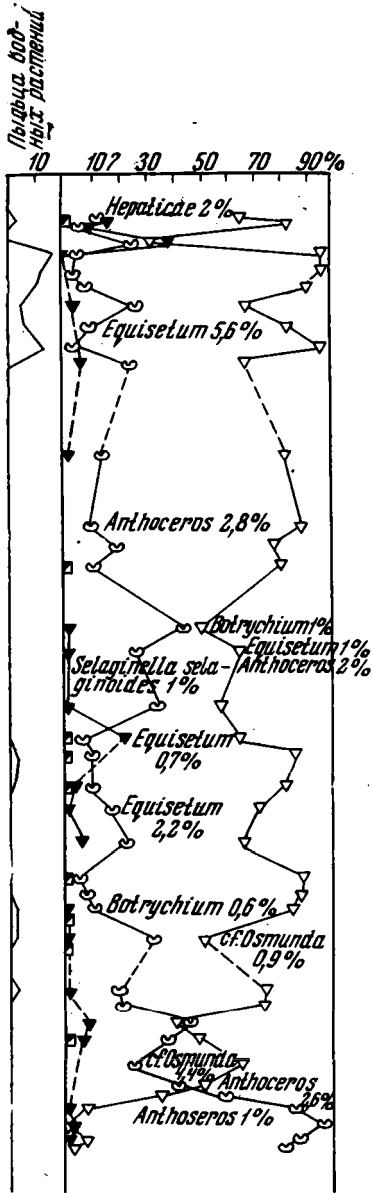 Пыльца вод-
ных растений
10 10? 30 50 70 90%
Hepaticae 2%
Equisetum 5,6%
Anthoceros 2,8%
Botrychium 1%
Equisetum 1%
Anthoceros 2%
Selaginella sela-
ginoides 1%
Equisetum
0,7%
Equisetum
2,2%
Botrychium 0,6%
cf. Osmunda
0,9%
cf. Osmunda
1,4%
Anthoceros
2,6%
Anthoseros 1%